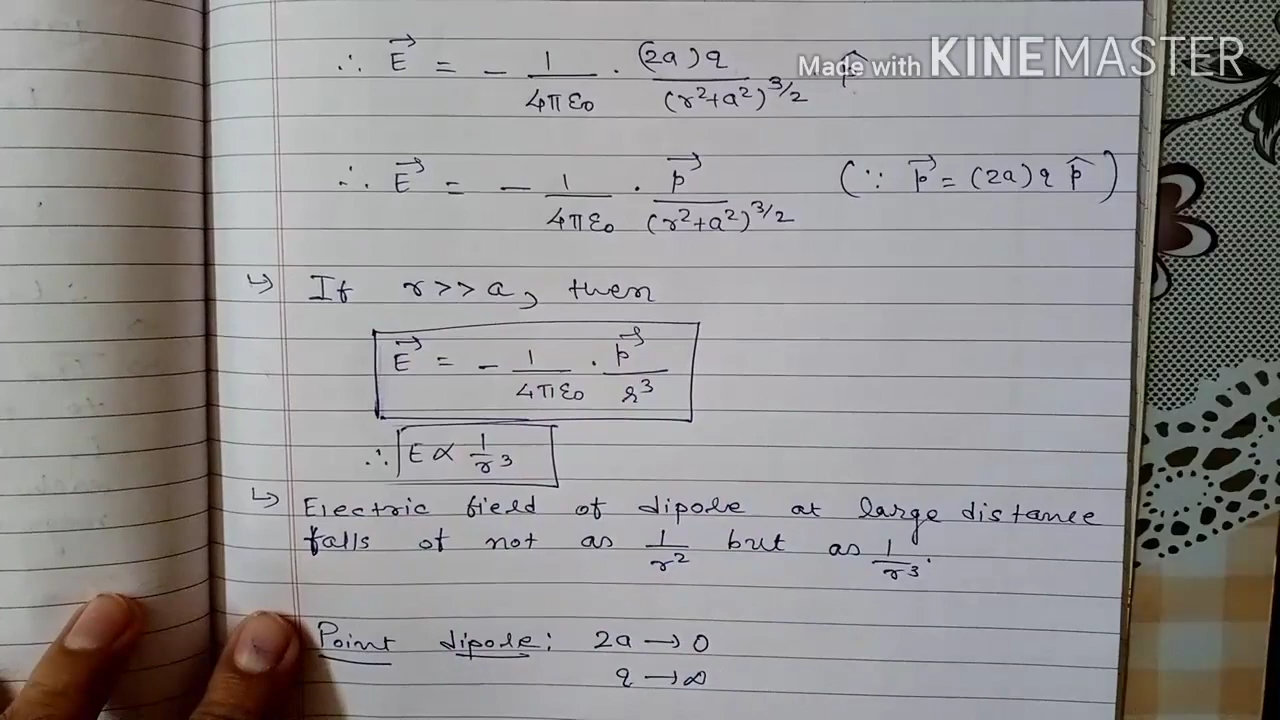 ∴ E⃗ = - 1/4πε₀ · (2a)q/(r²+a²)^3/2 p̂
Made with KINEMASTER
∴ E⃗ = - 1/4πε₀ · p⃗/(r²+a²)^3/2 (∵ p⃗ = (2a)q p̂)
↳ If r>>a, then
E⃗ = - 1/4πε₀ · p⃗/r³
∴ E ∝ 1/r³
↳ Electric field of dipole at large distance
falls of not as 1/r² but as 1/r³.
Point dipole: 2a → 0
q → ∞